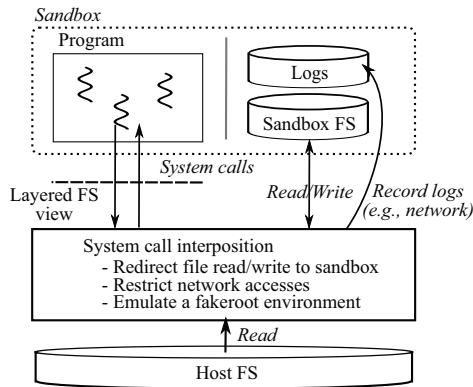 Sandbox
Program
Logs
Sandbox FS
System calls
Layered FS
view
Read/Write
Record logs
(e.g., network)
System call interposition
- Redirect file read/write to sandbox
- Restrict network accesses
- Emulate a fakeroot environment
Read
Host FS